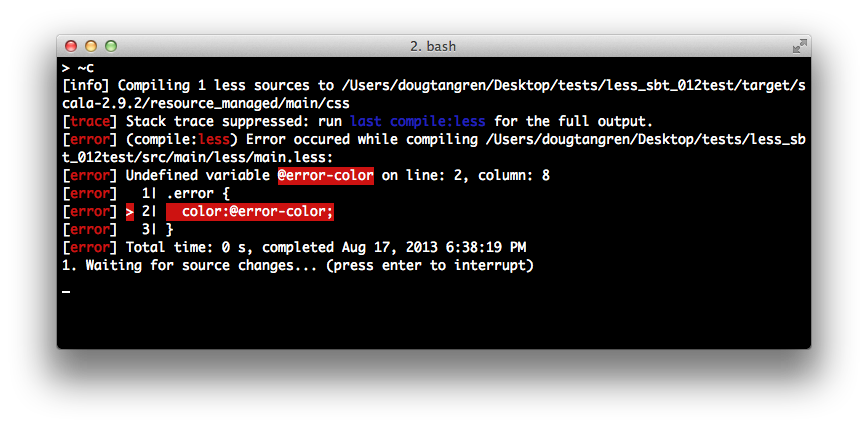 2. bash
> ~c
[info] Compiling 1 less sources to /Users/dougtangren/Desktop/tests/less_sbt_012test/target/s
cala-2.9.2/resource_managed/main/css
[trace] Stack trace suppressed: run last compile:less for the full output.
[error] (compile:less) Error occured while compiling /Users/dougtangren/Desktop/tests/less_sb
t_012test/src/main/less/main.less:
[error] Undefined variable @error-color on line: 2, column: 8
[error]   1| .error {
[error] > 2|   color:@error-color;
[error]   3| }
[error] Total time: 0 s, completed Aug 17, 2013 6:38:19 PM
1. Waiting for source changes... (press enter to interrupt)